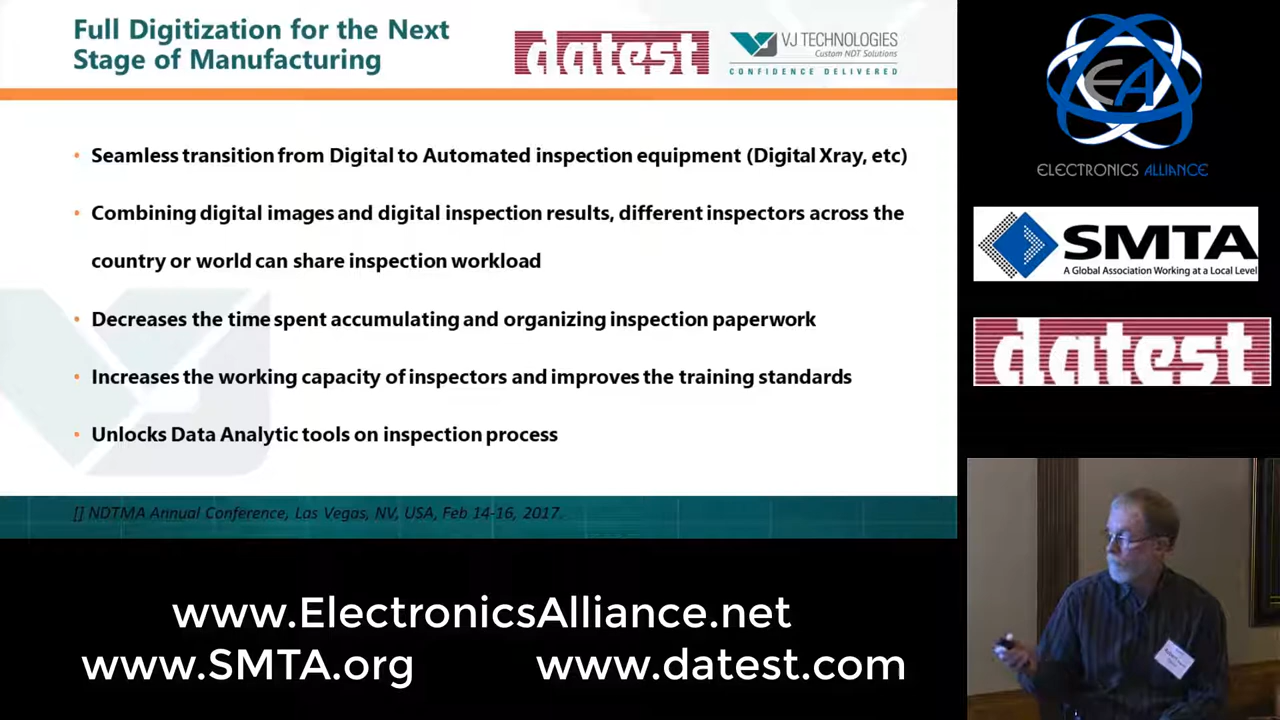 Full Digitization for the Next
Stage of Manufacturing
datest
VJ TECHNOLOGIES
Custom NDT Solutions
CONFIDENCE DELIVERED
• Seamless transition from Digital to Automated inspection equipment (Digital Xray, etc)
• Combining digital images and digital inspection results, different inspectors across the
country or world can share inspection workload
• Decreases the time spent accumulating and organizing inspection paperwork
• Increases the working capacity of inspectors and improves the training standards
• Unlocks Data Analytic tools on inspection process
[] NDTMA Annual Conference, Las Vegas, NV, USA, Feb 14-16, 2017.
EA
ELECTRONICS ALLIANCE
SMTA
A Global Association Working at a Local Level
datest
www.ElectronicsAlliance.net
www.SMTA.org
www.datest.com